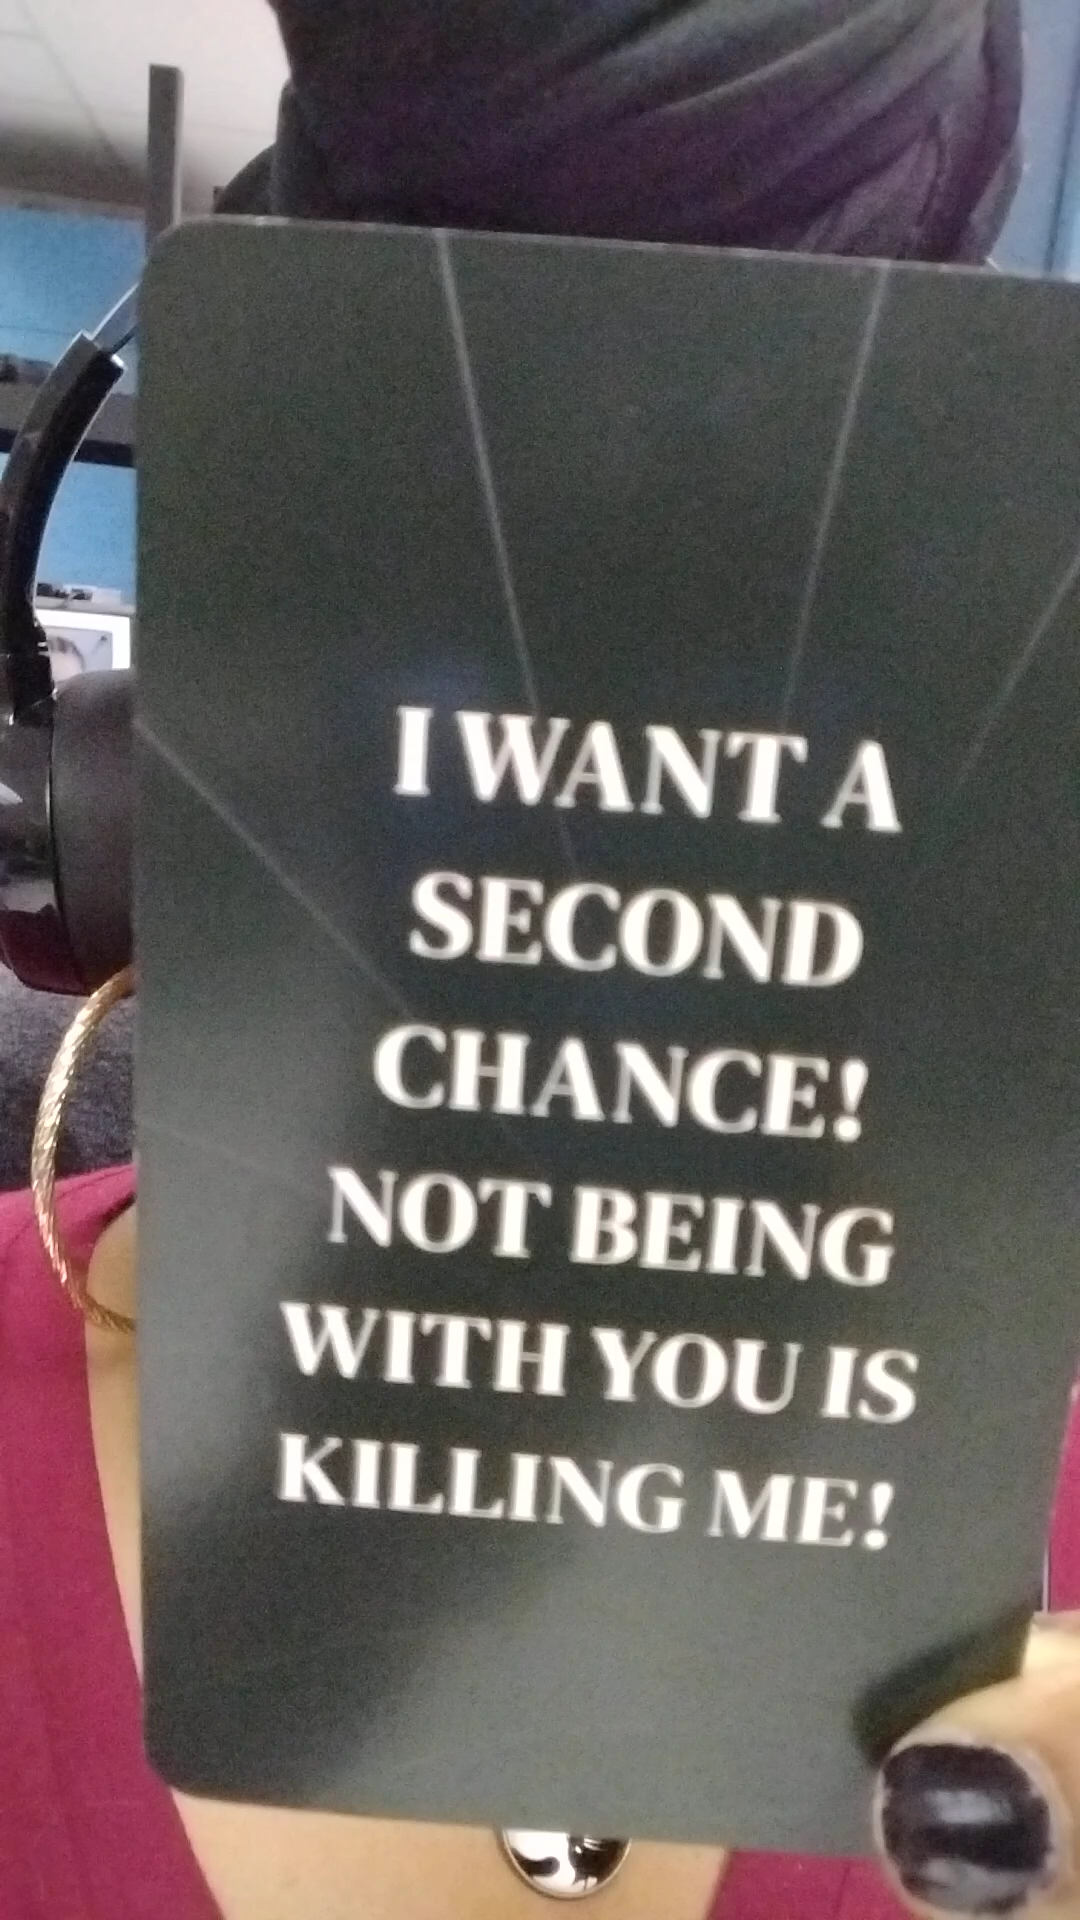 I WANT A
SECOND
CHANCE!
NOT BEING
WITH YOU IS
KILLING ME!